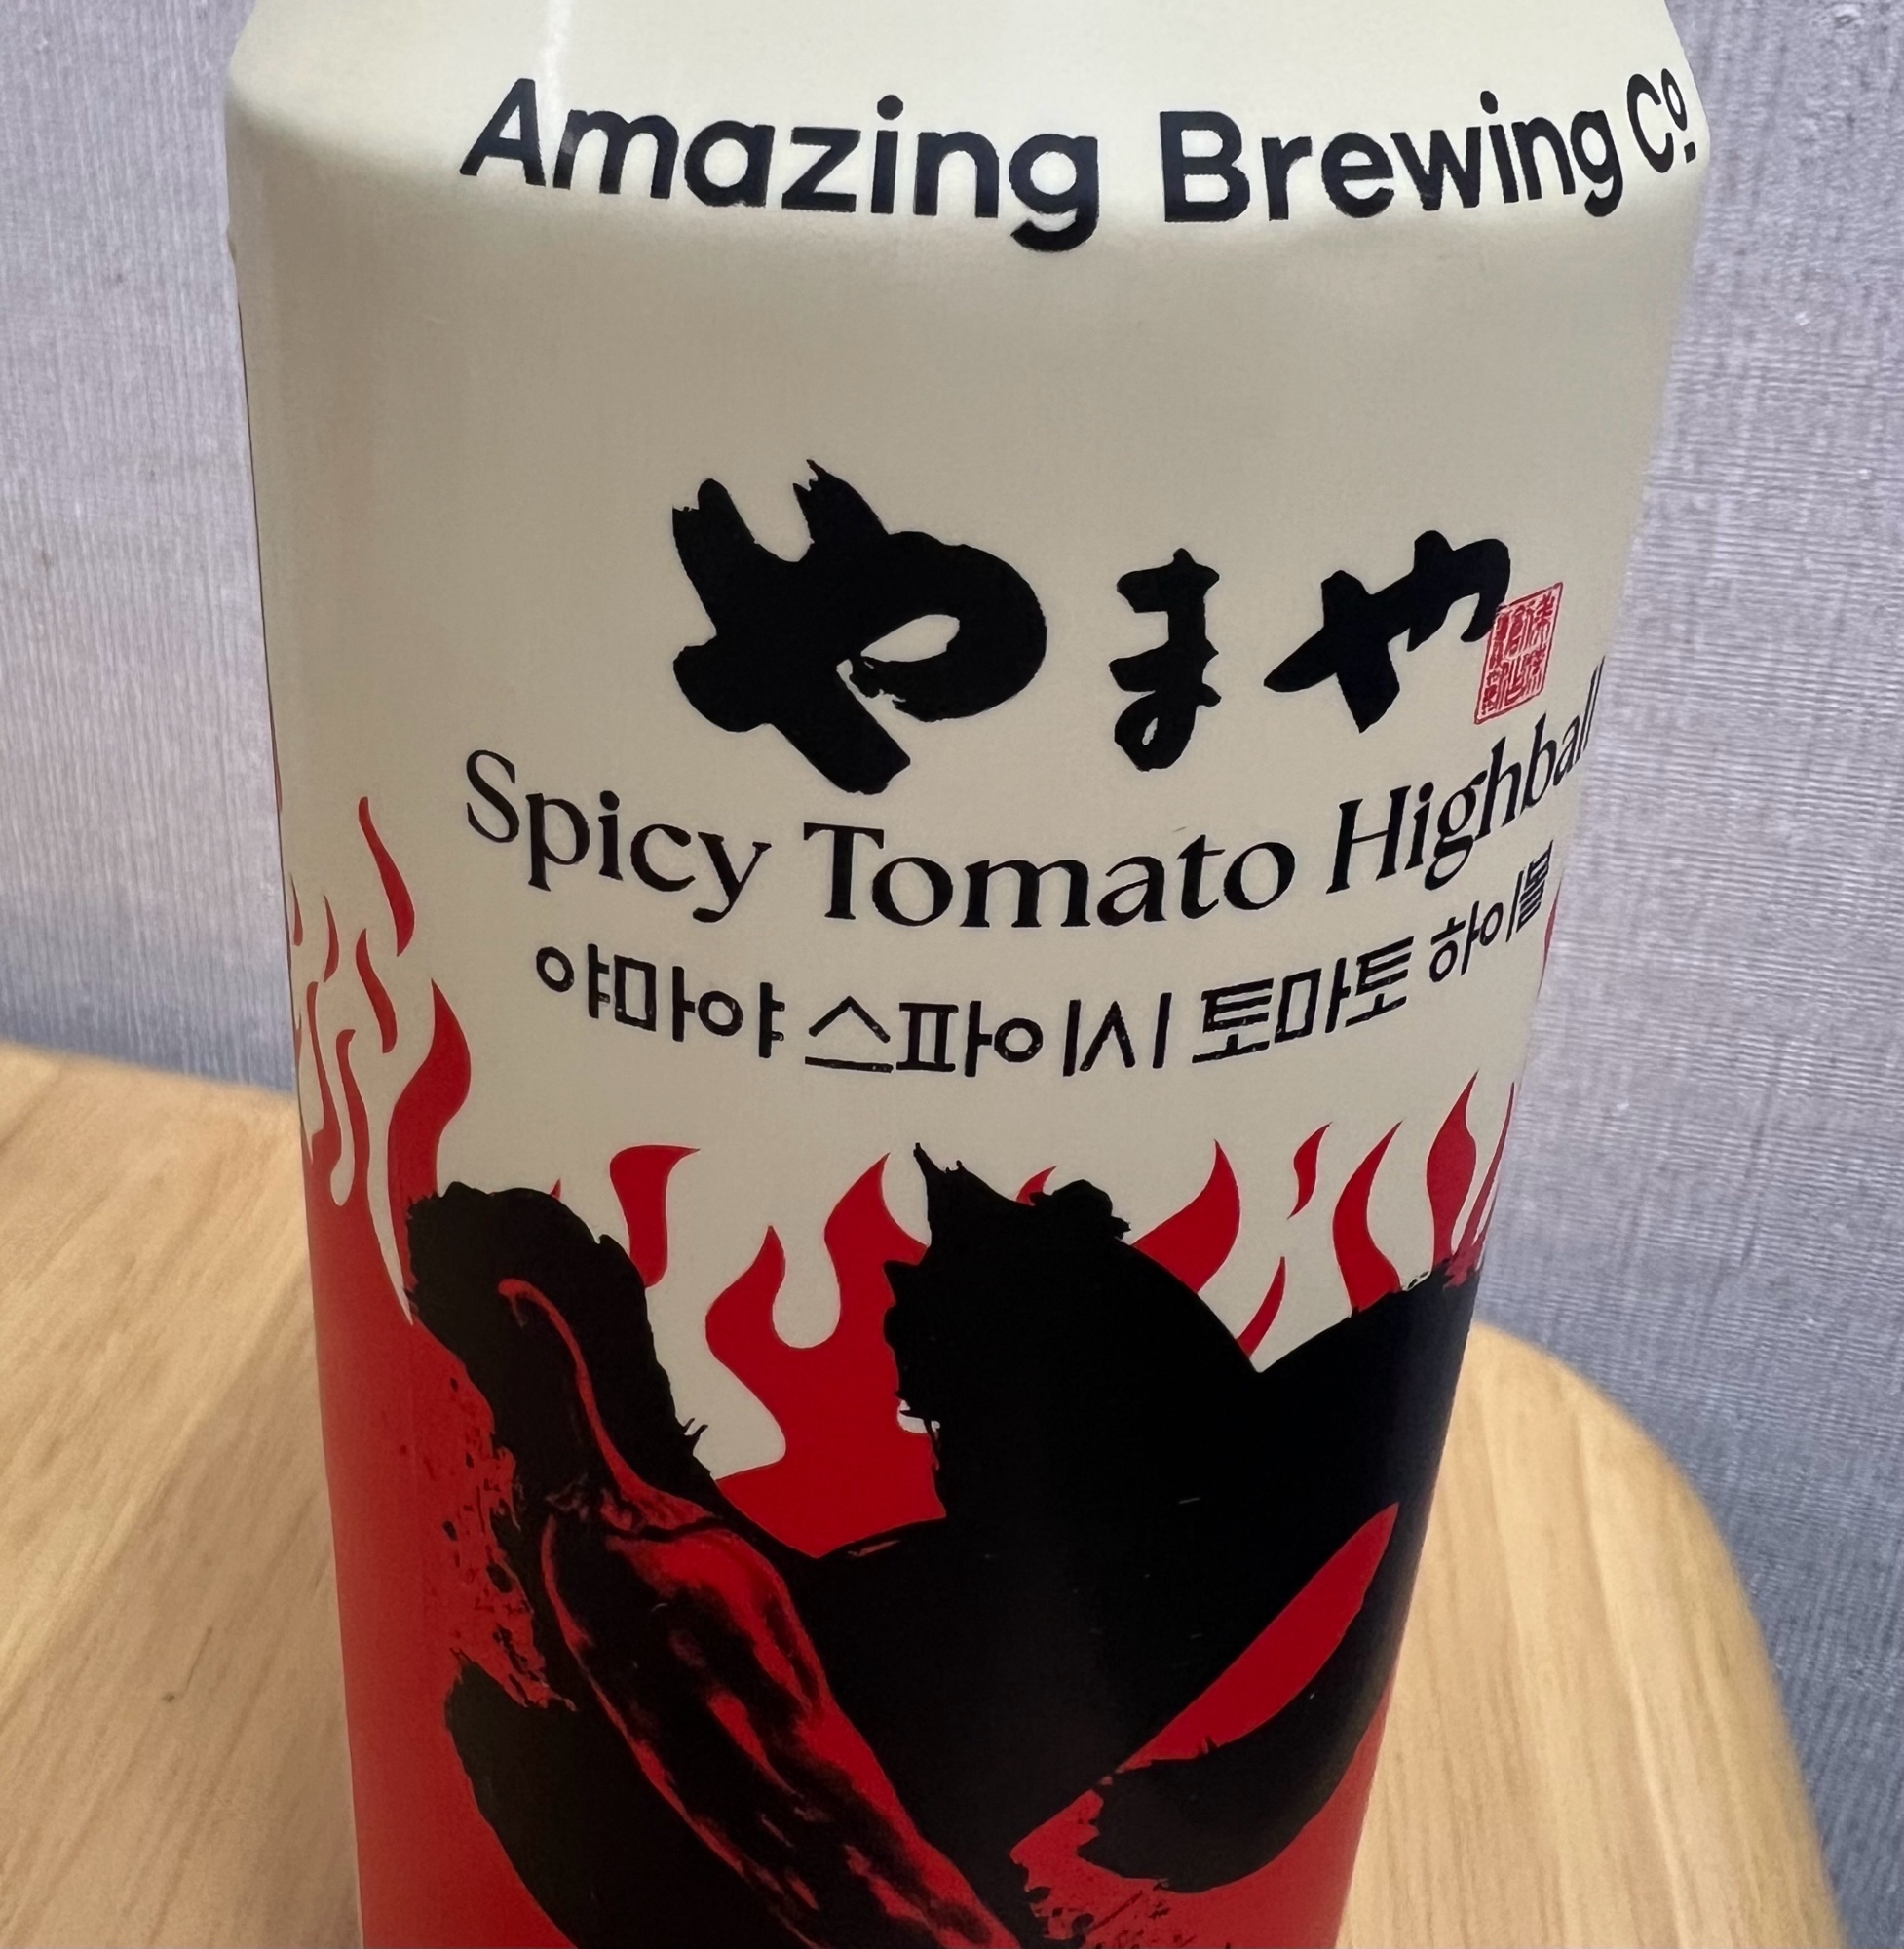 Amazing Brewing Co.
やまや
Spicy Tomato Highball
야마야 스파이시 토마토 하이볼